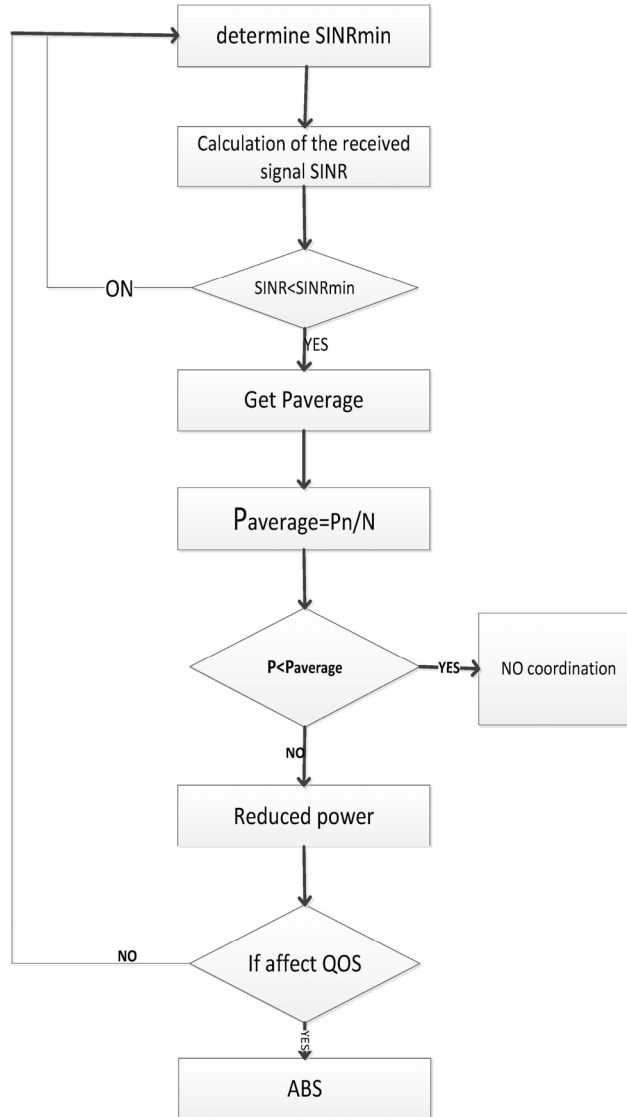 determine SINRmin
Calculation of the received
signal SINR
SINR<SINRmin
ON
YES
Get Paverage
Paverage=Pn/N
P<Paverage
YES
NO coordination
NO
Reduced power
If affect QOS
NO
YES
ABS